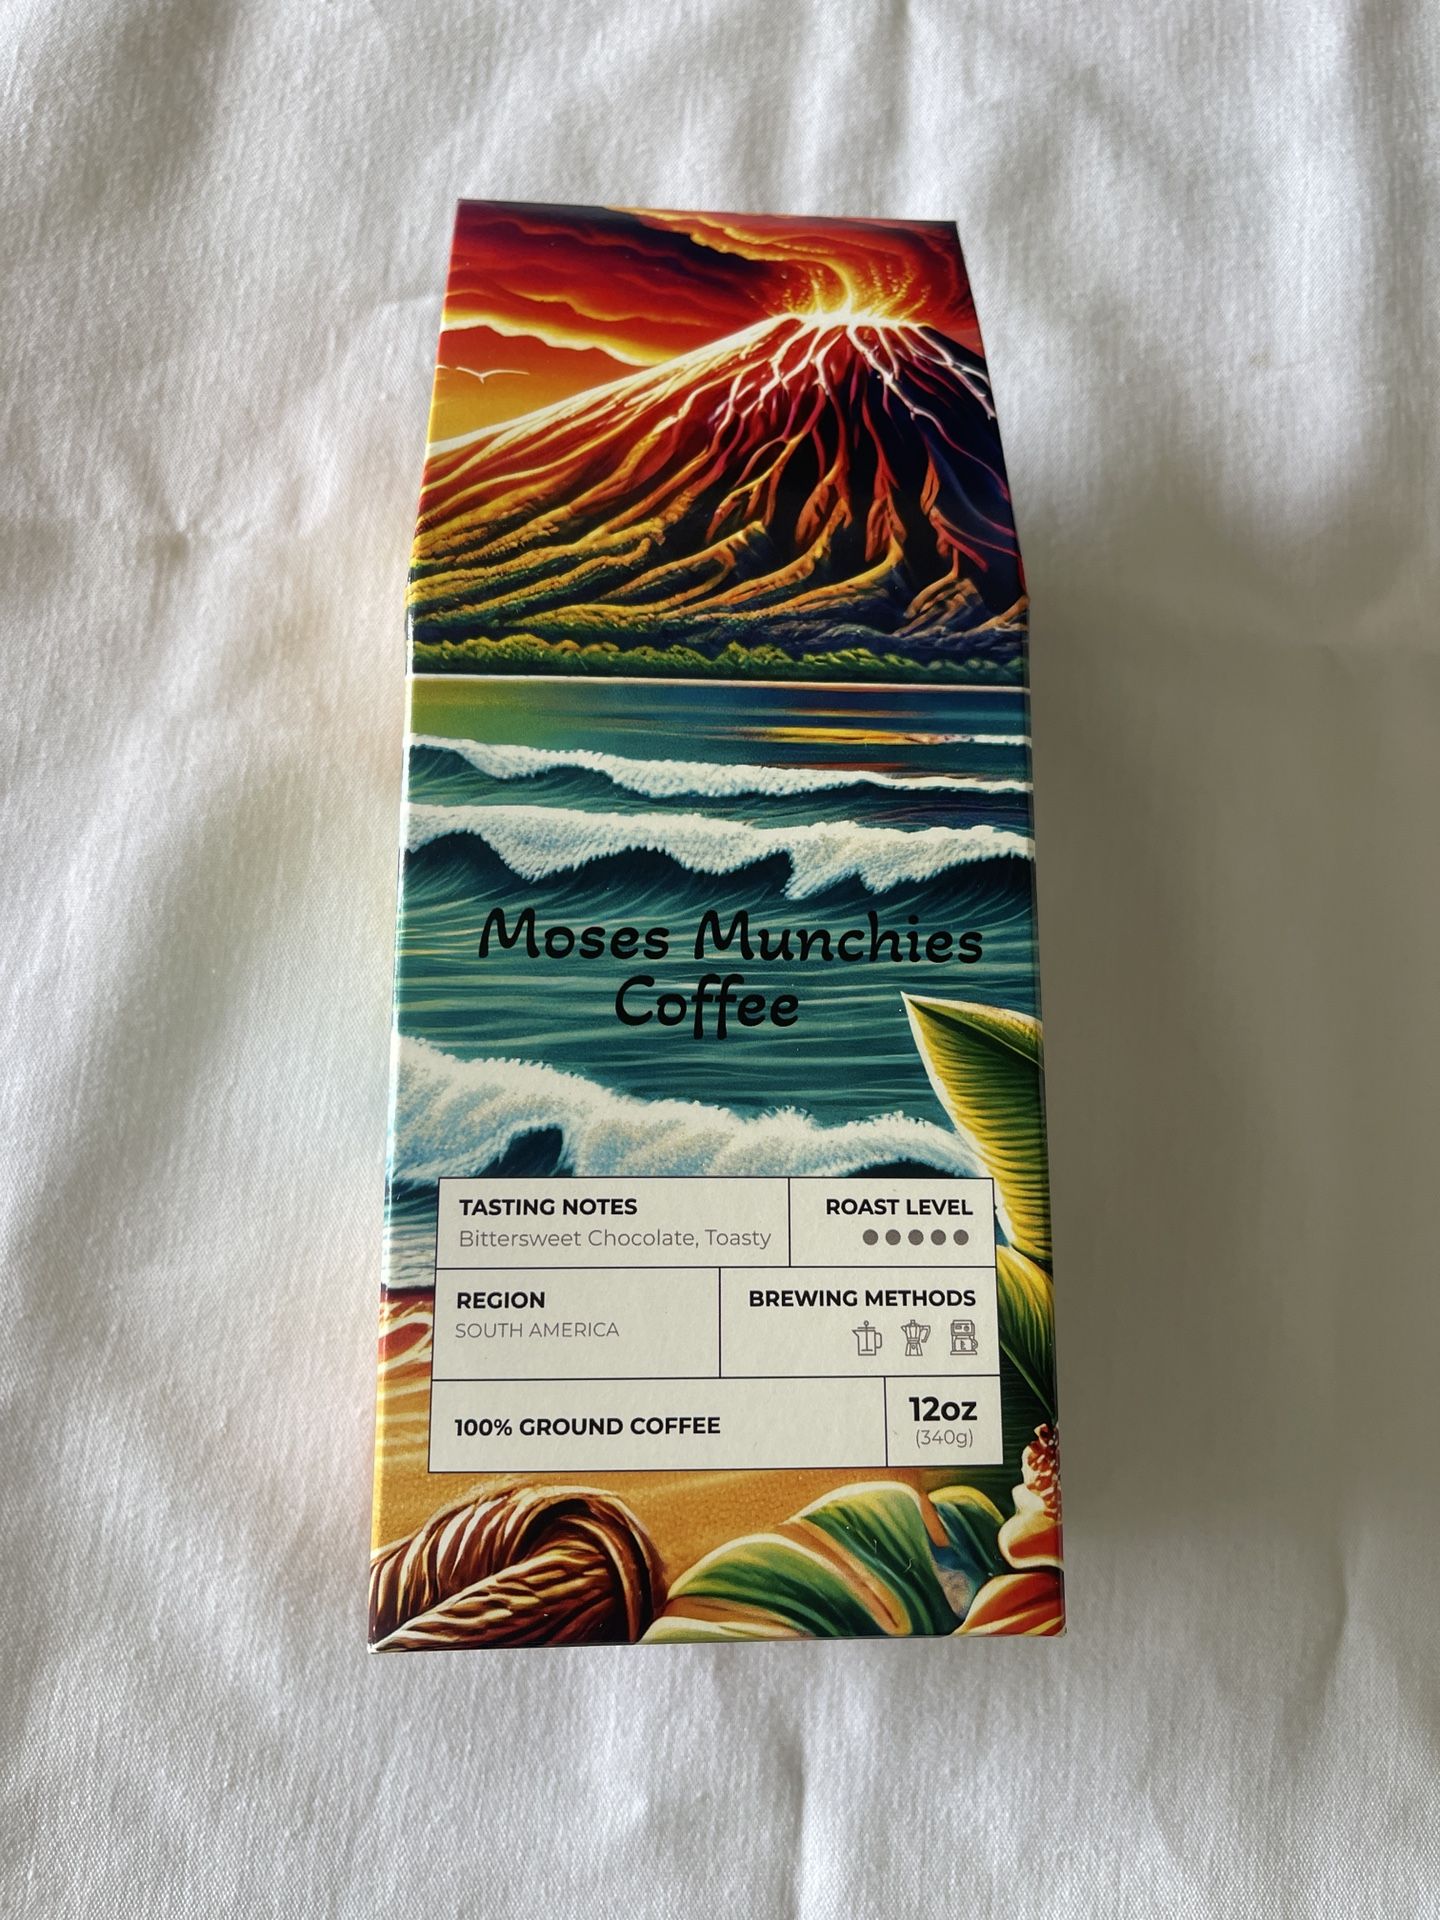 Moses Munchies
Coffee
TASTING NOTES
Bittersweet Chocolate, Toasty
ROAST LEVEL
REGION
SOUTH AMERICA
BREWING METHODS
100% GROUND COFFEE
12oz
(340g)